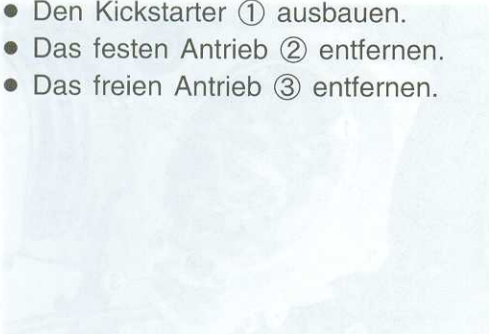 ● Den Kickstarter ① ausbauen.
● Das festen Antrieb ② entfernen.
● Das freien Antrieb ③ entfernen.